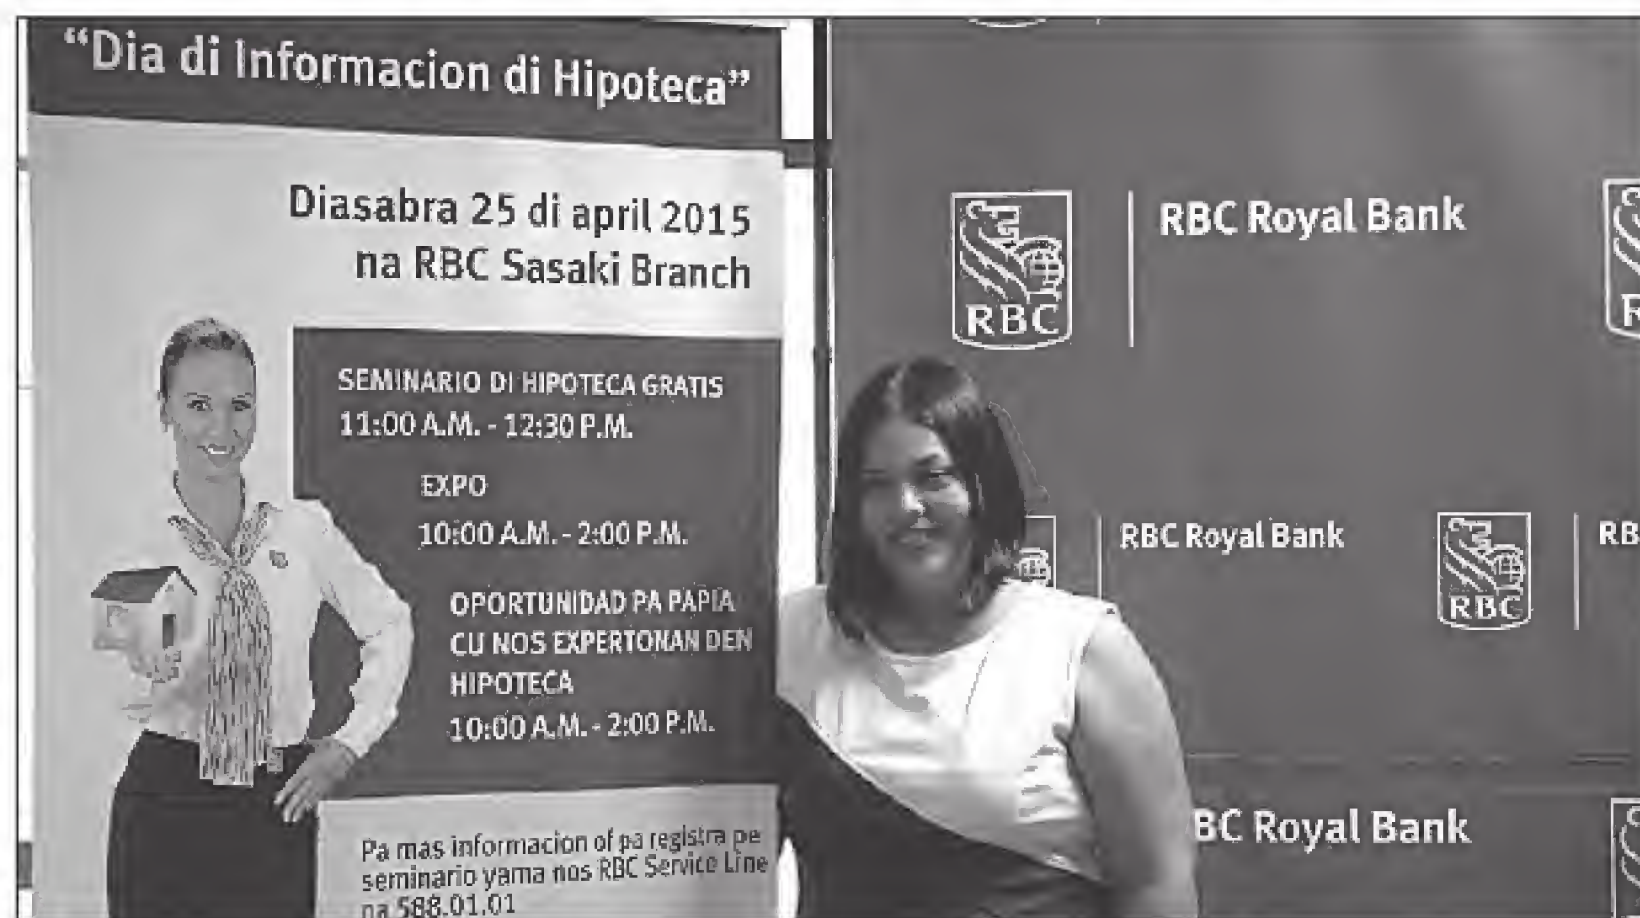 “Dia di Informacion di Hipoteca”
Diasabra 25 di april 2015
na RBC Sasaki Branch
SEMINARIO DI HIPOTECA GRATIS
11:00 A.M. - 12:30 P.M.
EXPO
10:00 A.M. - 2:00 P.M.
OPORTUNIDAD PA PAPIA
CU NOS EXPERTONAN DEN
HIPOTECA
10:00 A.M. - 2:00 P.M.
Pa mas informacion of pa registra pe
seminario yama nos RBC Service Line
na 588.01.01
RBC
RBC Royal Bank
R
RBC Royal Bank
RBC
RB
BC Royal Bank